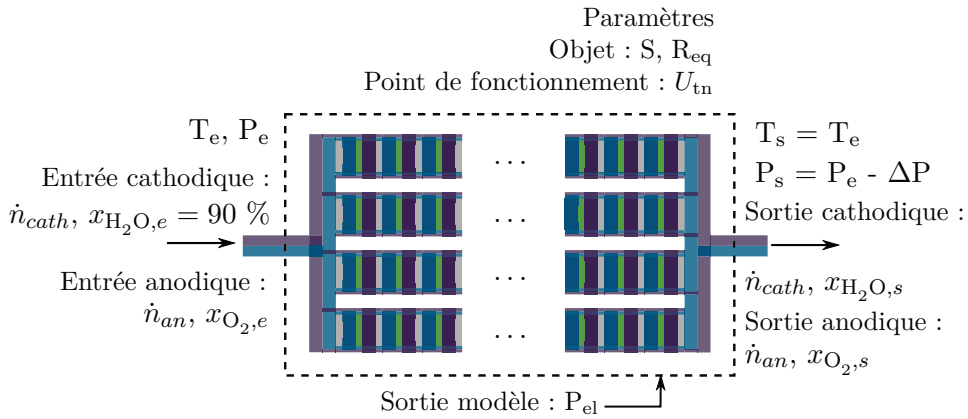 Paramètres
Objet : S, R_eq
Point de fonctionnement : U_tn
T_e, P_e
Entrée cathodique :
ṅ_cath, x_H₂O,e = 90 %
Entrée anodique :
ṅ_an, x_O₂,e
. . .
. . .
. . .
. . .
T_s = T_e
P_s = P_e - ΔP
Sortie cathodique :
ṅ_cath, x_H₂O,s
Sortie anodique :
ṅ_an, x_O₂,s
Sortie modèle : P_el